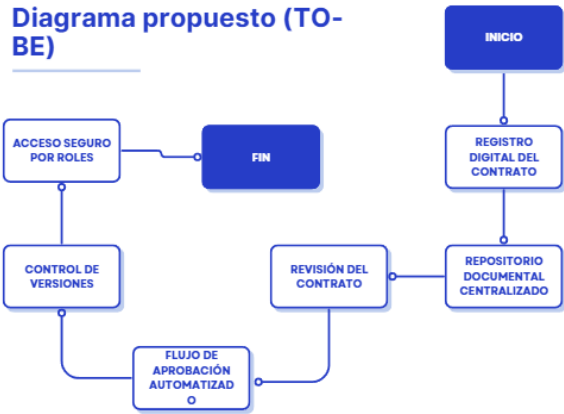 Diagrama propuesto (TO-
BE)
INICIO
REGISTRO
DIGITAL DEL
CONTRATO
REPOSITORIO
DOCUMENTAL
CENTRALIZADO
REVISIÓN DEL
CONTRATO
FLUJO DE
APROBACIÓN
AUTOMATIZAD
O
CONTROL DE
VERSIONES
ACCESO SEGURO
POR ROLES
FIN